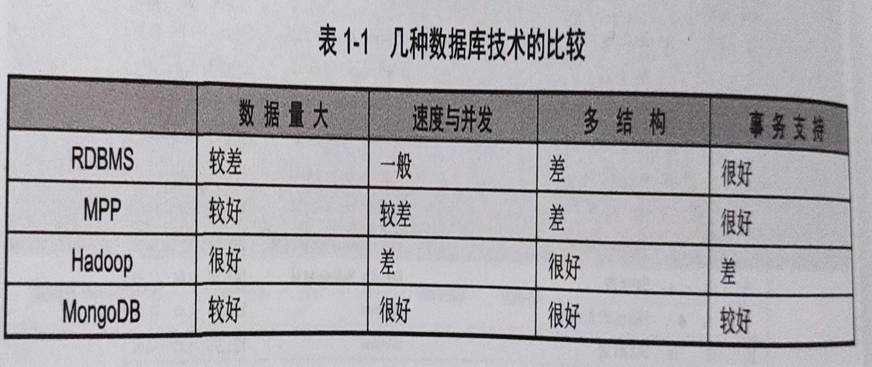 表 1-1 几种数据库技术的比较
数据量大 速度与并发 多结构 事务支持
RDBMS 较差 一般 差 很好
MPP 较好 较差 差 很好
Hadoop 很好 差 很好 差
MongoDB 较好 很好 很好 较好